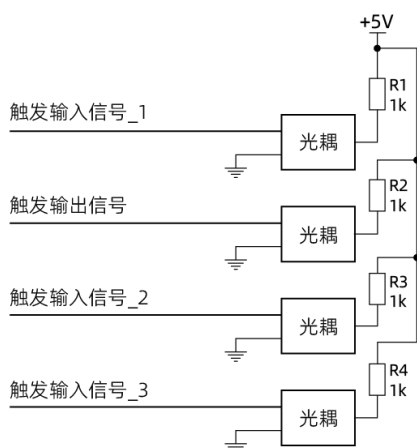 +5V
R1
1k
触发输入信号_1
光耦
R2
1k
触发输出信号
光耦
R3
1k
触发输入信号_2
光耦
R4
1k
触发输入信号_3
光耦